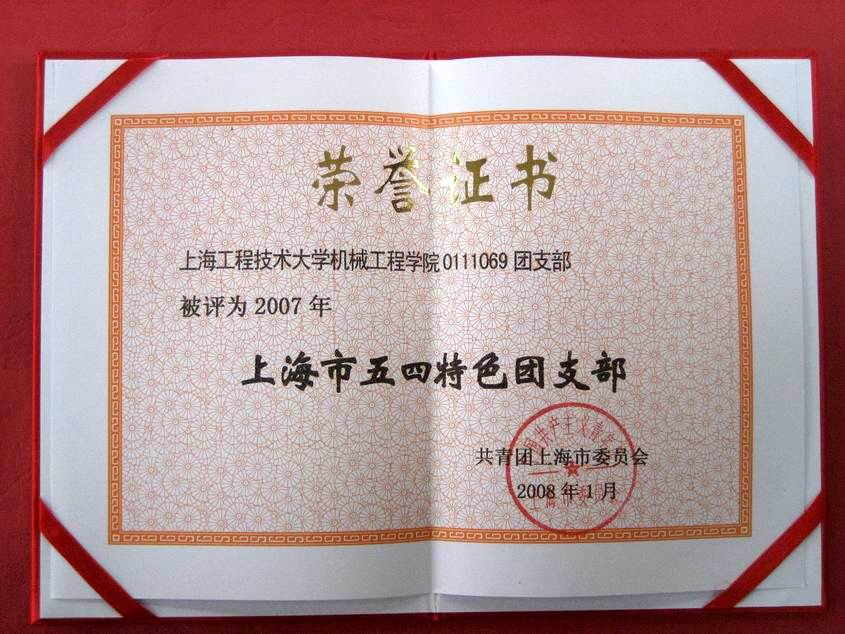 荣誉证书
上海工程技术大学机械工程学院0111069团支部
被评为2007年
上海市五四特色团支部
共青团上海市委员会
2008年1月